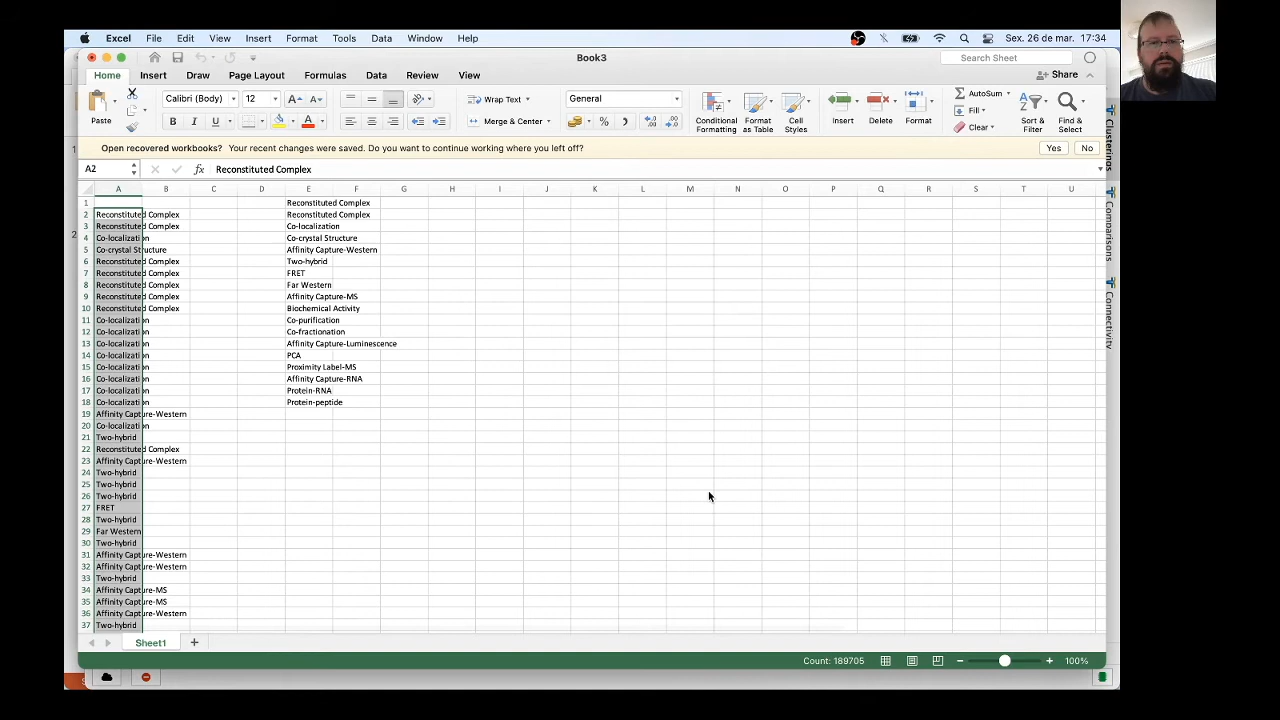 Excel File Edit View Insert Format Tools Data Window Help Sex. 26 de mar. 17:34
Book3 Search Sheet
Home Insert Draw Page Layout Formulas Data Review View Share
Paste Calibri (Body) 12 Wrap Text General Conditional Formatting Format as Table Cell Styles Insert Delete Format AutoSum Sort & Filter Find & Select
Merge & Center Fill
Clear
Open recovered workbooks? Your recent changes were saved. Do you want to continue working where you left off? Yes No
A2 fx Reconstituted Complex
A B C D E F G H I J K L M N O P Q R S T U
1 Reconstituted Complex
2 Reconstituted Complex Reconstituted Complex
3 Reconstituted Complex Co-localization
4 Co-localization Co-crystal Structure
5 Co-crystal Structure Affinity Capture-Western
6 Reconstituted Complex Two-hybrid
7 Reconstituted Complex FRET
8 Reconstituted Complex Far Western
9 Reconstituted Complex Affinity Capture-MS
10 Reconstituted Complex Biochemical Activity
11 Co-localization Co-purification
12 Co-localization Co-fractionation
13 Co-localization Affinity Capture-Luminescence
14 Co-localization PCA
15 Co-localization Proximity Label-MS
16 Co-localization Affinity Capture-RNA
17 Co-localization Protein-RNA
18 Co-localization Protein-peptide
19 Affinity Capture-Western
20 Co-localization
21 Two-hybrid
22 Reconstituted Complex
23 Affinity Capture-Western
24 Two-hybrid
25 Two-hybrid
26 Two-hybrid
27 FRET
28 Two-hybrid
29 Far Western
30 Two-hybrid
31 Affinity Capture-Western
32 Affinity Capture-Western
33 Two-hybrid
34 Affinity Capture-MS
35 Affinity Capture-MS
36 Affinity Capture-Western
37 Two-hybrid
Sheet1
Count: 189705 100%
Clusterings
Comparisons
Connectivity